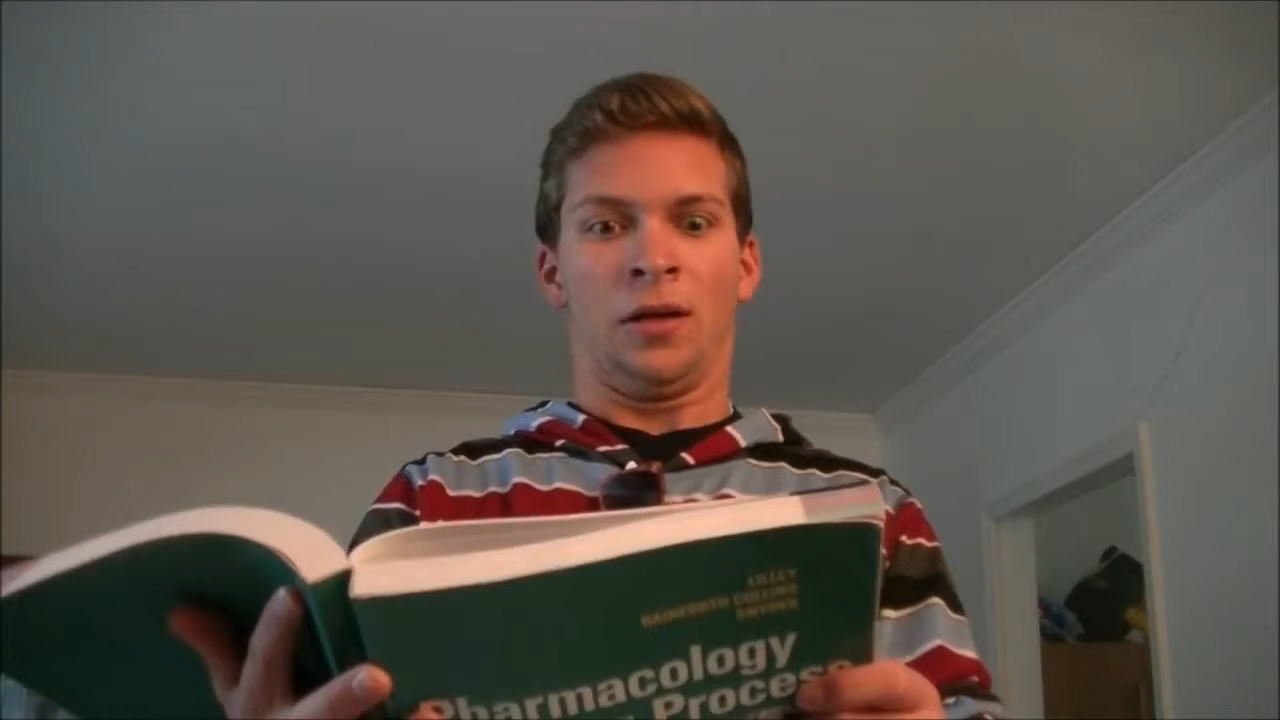 LILLEY
RAINFORTH COLLINS
SNYDER
Pharmacology
Process